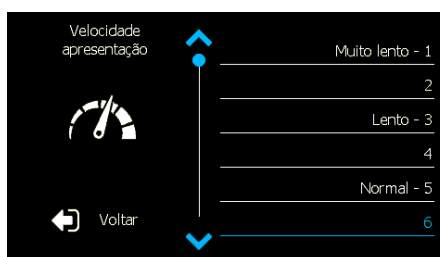 Velocidade
apresentação
Muito lento - 1
2
Lento - 3
4
Normal - 5
6
Voltar